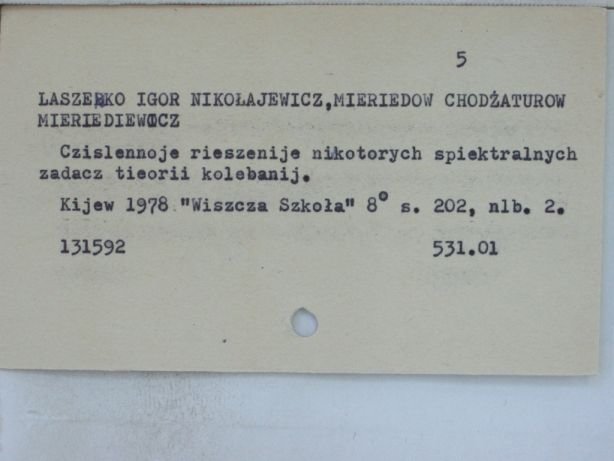 5
LASZENKO IGOR NIKOŁAJEWICZ,MIERIEDOW CHODŻATUROW
MIERIEDIEWICZ
Czislennoje rieszenije nikotorych spiektralnych
zadacz tieorii kolebanij.
Kijew 1978 "Wiszcza Szkoła" 8° s. 202, nlb. 2.
131592 531.01